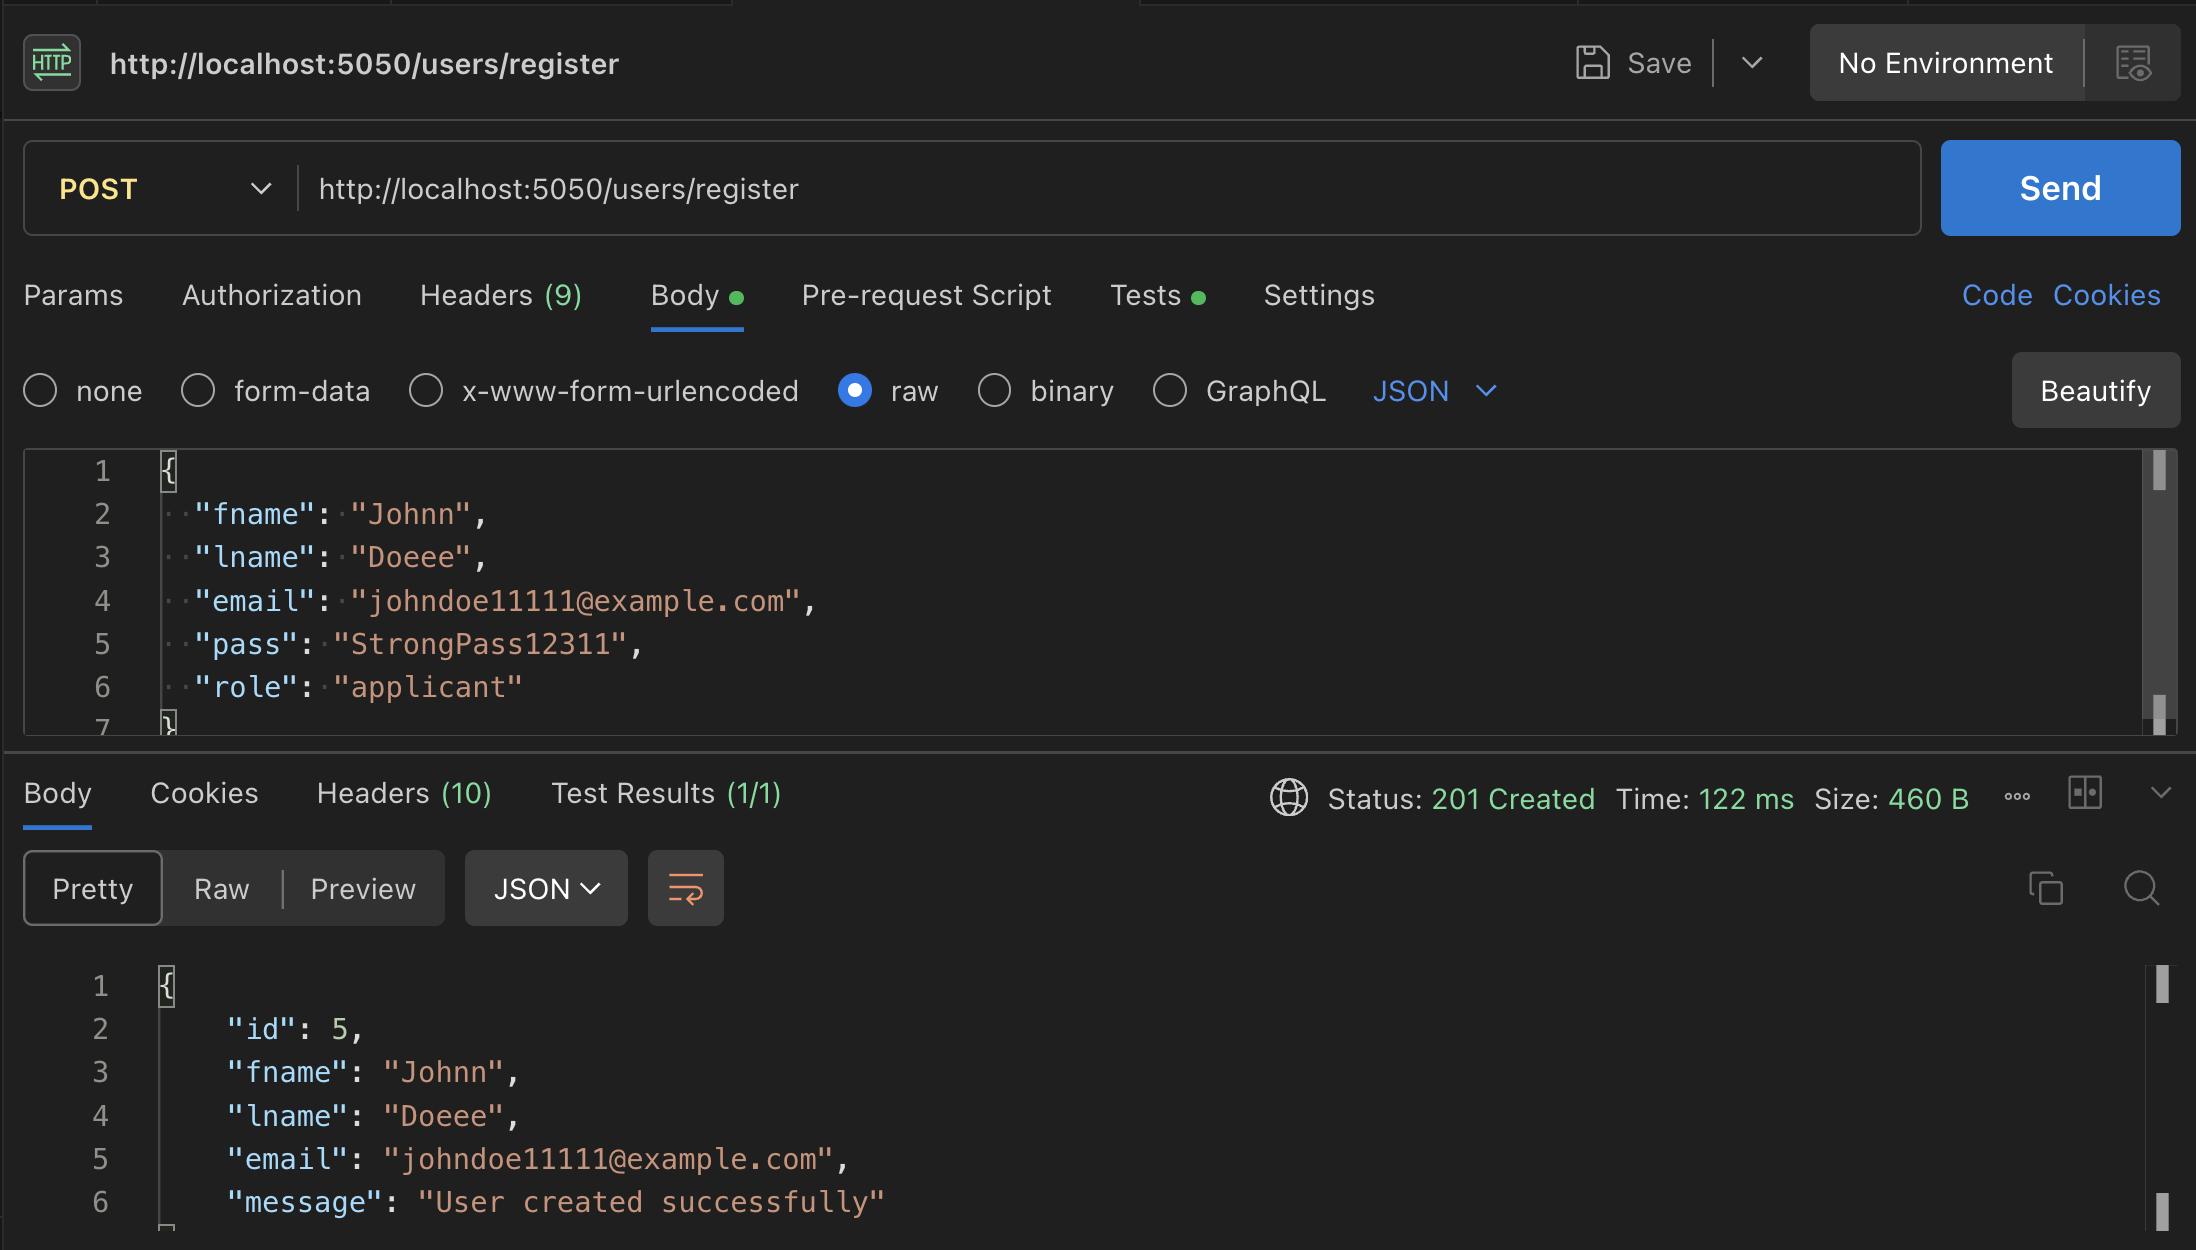 HTTP http://localhost:5050/users/register Save No Environment
POST http://localhost:5050/users/register Send
Params Authorization Headers (9) Body Pre-request Script Tests Settings Code Cookies
none form-data x-www-form-urlencoded raw binary GraphQL JSON Beautify
1 {
2 "fname": "Johnn",
3 "lname": "Doeee",
4 "email": "johndoe11111@example.com",
5 "pass": "StrongPass12311",
6 "role": "applicant"
7 }
Body Cookies Headers (10) Test Results (1/1) Status: 201 Created Time: 122 ms Size: 460 B
Pretty Raw Preview JSON
1 {
2 "id": 5,
3 "fname": "Johnn",
4 "lname": "Doeee",
5 "email": "johndoe11111@example.com",
6 "message": "User created successfully"